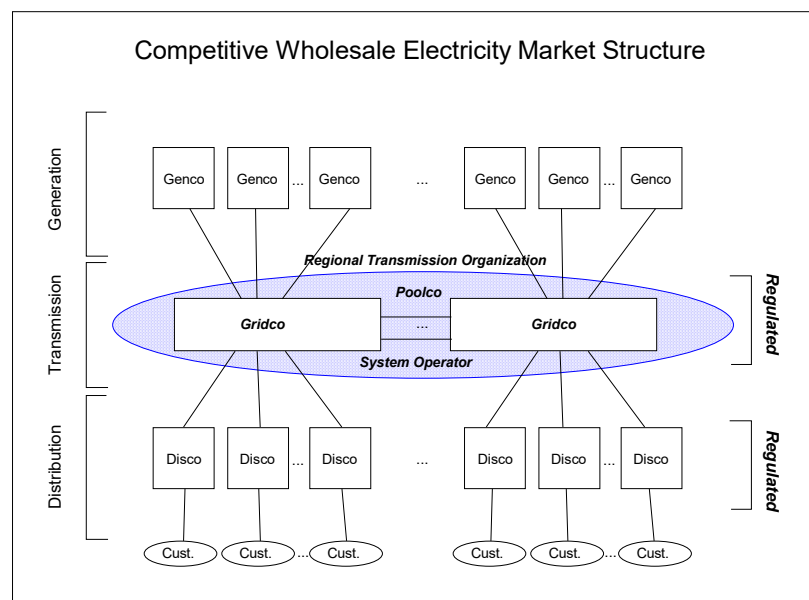 Competitive Wholesale Electricity Market Structure
Generation
Genco Genco ... Genco ... Genco Genco ... Genco
Transmission
Regional Transmission Organization
Poolco
Gridco ... Gridco
System Operator
Regulated
Distribution
Disco Disco ... Disco ... Disco Disco ... Disco
Regulated
Cust. Cust. ... Cust. Cust. Cust. ... Cust.